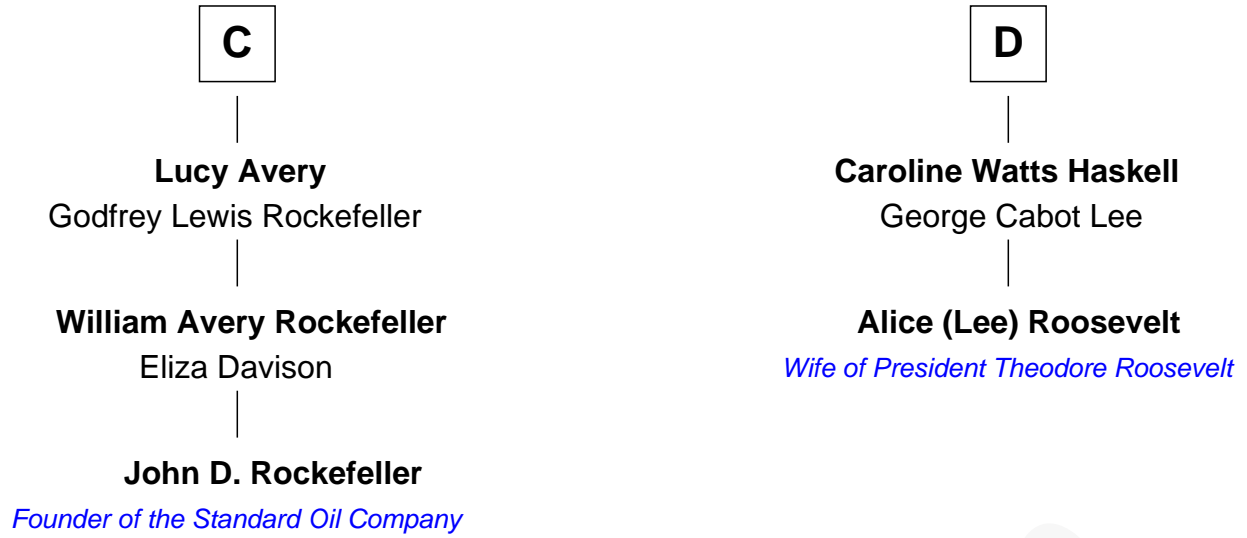 C
Lucy Avery
Godfrey Lewis Rockefeller
William Avery Rockefeller
Eliza Davison
John D. Rockefeller
Founder of the Standard Oil Company
D
Caroline Watts Haskell
George Cabot Lee
Alice (Lee) Roosevelt
Wife of President Theodore Roosevelt